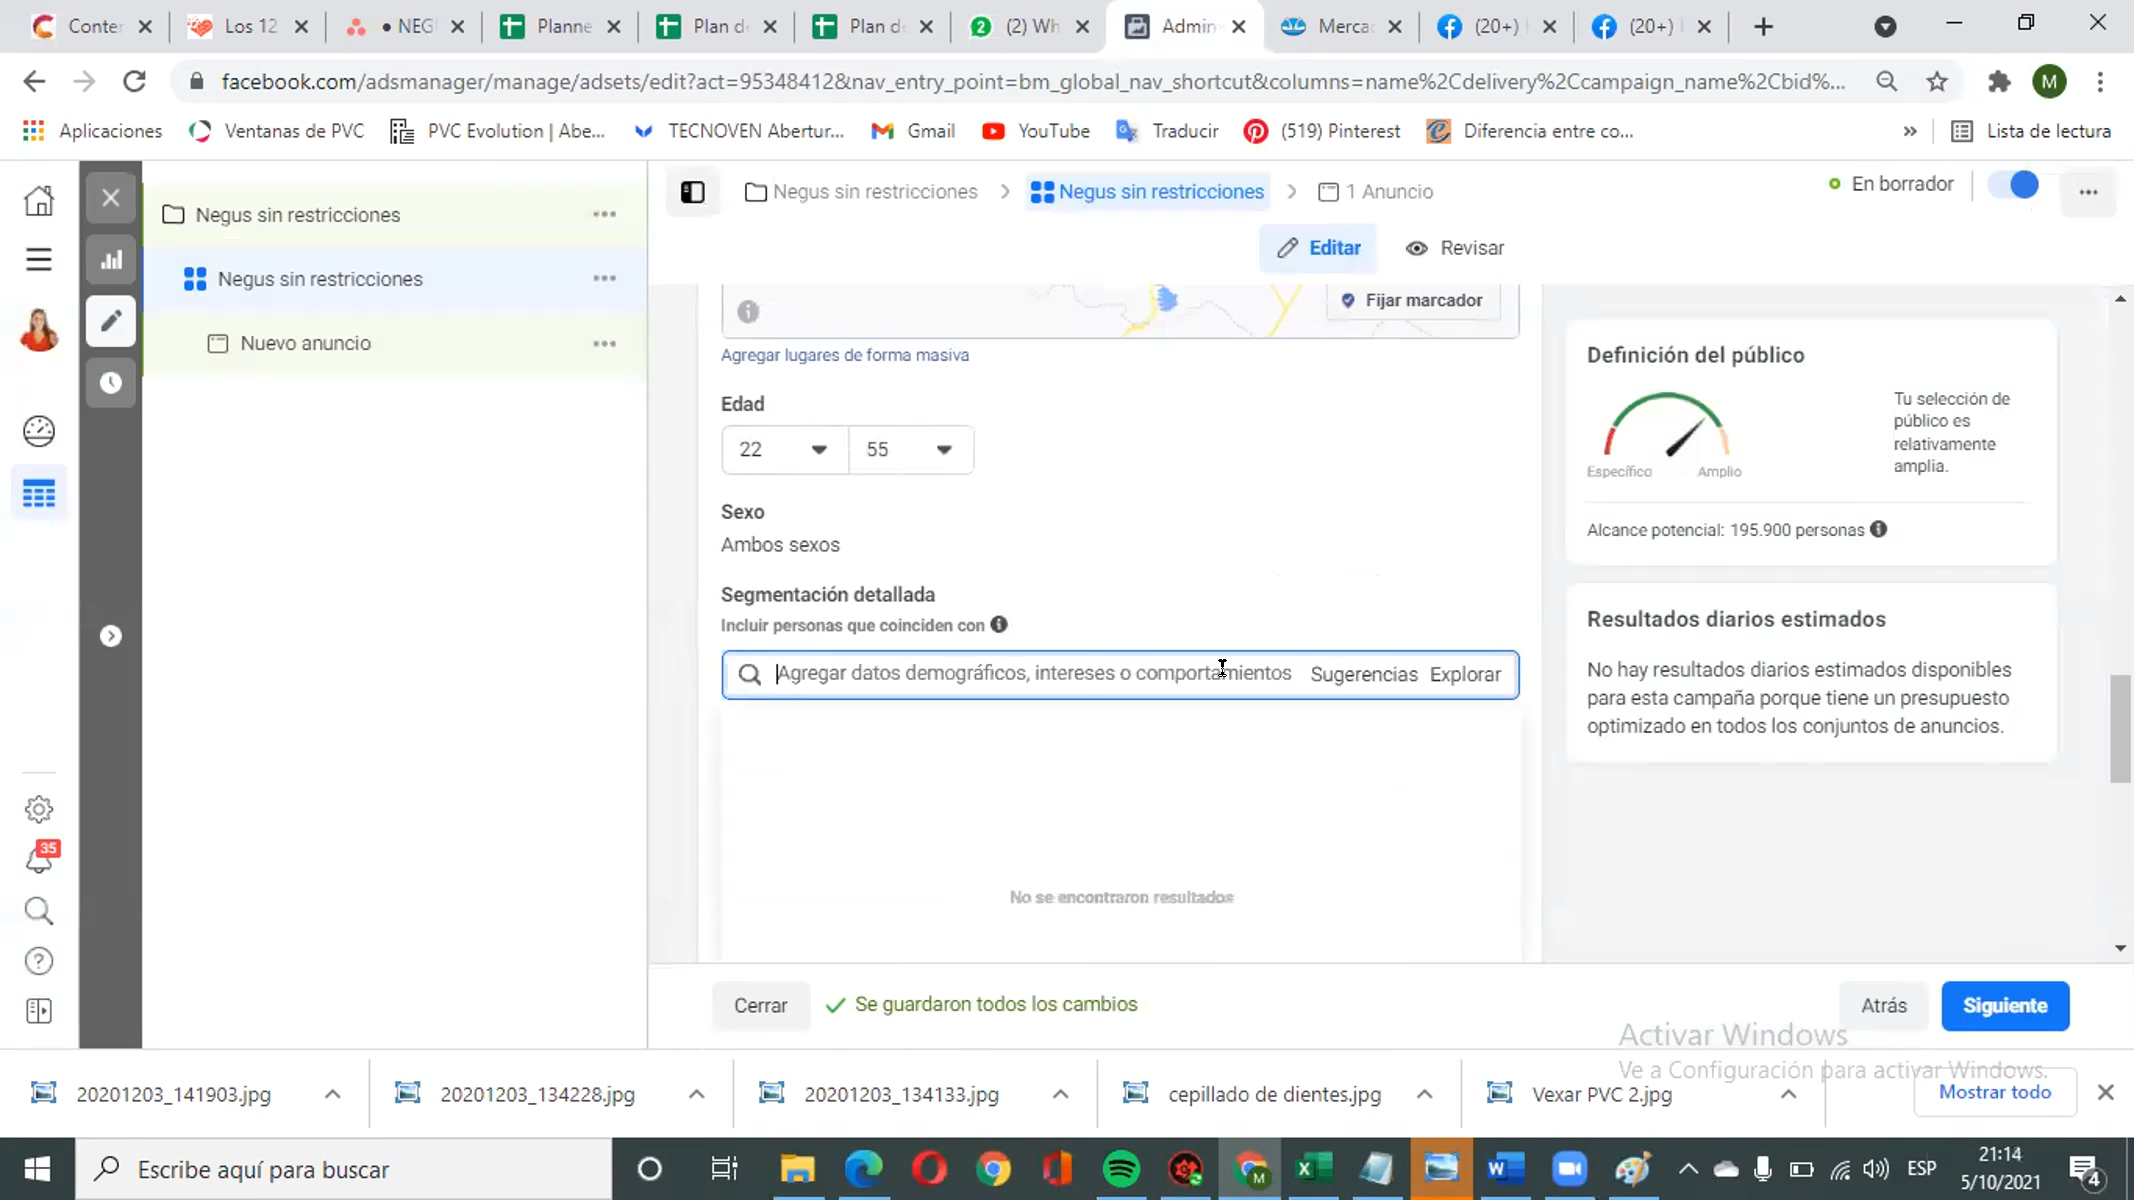 Conter
Los 12
• NEG
Planne
Plan d
Plan d
(2) Wh
Admin
Merca
(20+)
(20+)
facebook.com/adsmanager/manage/adsets/edit?act=95348412&nav_entry_point=bm_global_nav_shortcut&columns=name%2Cdelivery%2Ccampaign_name%2Cbid%...
M
Aplicaciones
Ventanas de PVC
PVC Evolution | Abe...
TECNOVEN Abertur...
Gmail
YouTube
Traducir
(519) Pinterest
Diferencia entre co...
»
Lista de lectura
Negus sin restricciones
Negus sin restricciones
Nuevo anuncio
35
Negus sin restricciones
Negus sin restricciones
1 Anuncio
En borrador
Editar
Revisar
Fijar marcador
Agregar lugares de forma masiva
Edad
22
55
Sexo
Ambos sexos
Segmentación detallada
Incluir personas que coinciden con
Agregar datos demográficos, intereses o comportamientos
Sugerencias
Explorar
No se encontraron resultados
Definición del público
Específico
Amplio
Tu selección de
público es
relativamente
amplia.
Alcance potencial: 195.900 personas
Resultados diarios estimados
No hay resultados diarios estimados disponibles
para esta campaña porque tiene un presupuesto
optimizado en todos los conjuntos de anuncios.
Cerrar
Se guardaron todos los cambios
Atrás
Siguiente
Activar Windows
Ve a Configuración para activar Windows.
20201203_141903.jpg
20201203_134228.jpg
20201203_134133.jpg
cepillado de dientes.jpg
Vexar PVC 2.jpg
Mostrar todo
Escribe aquí para buscar
ESP
21:14
5/10/2021
4